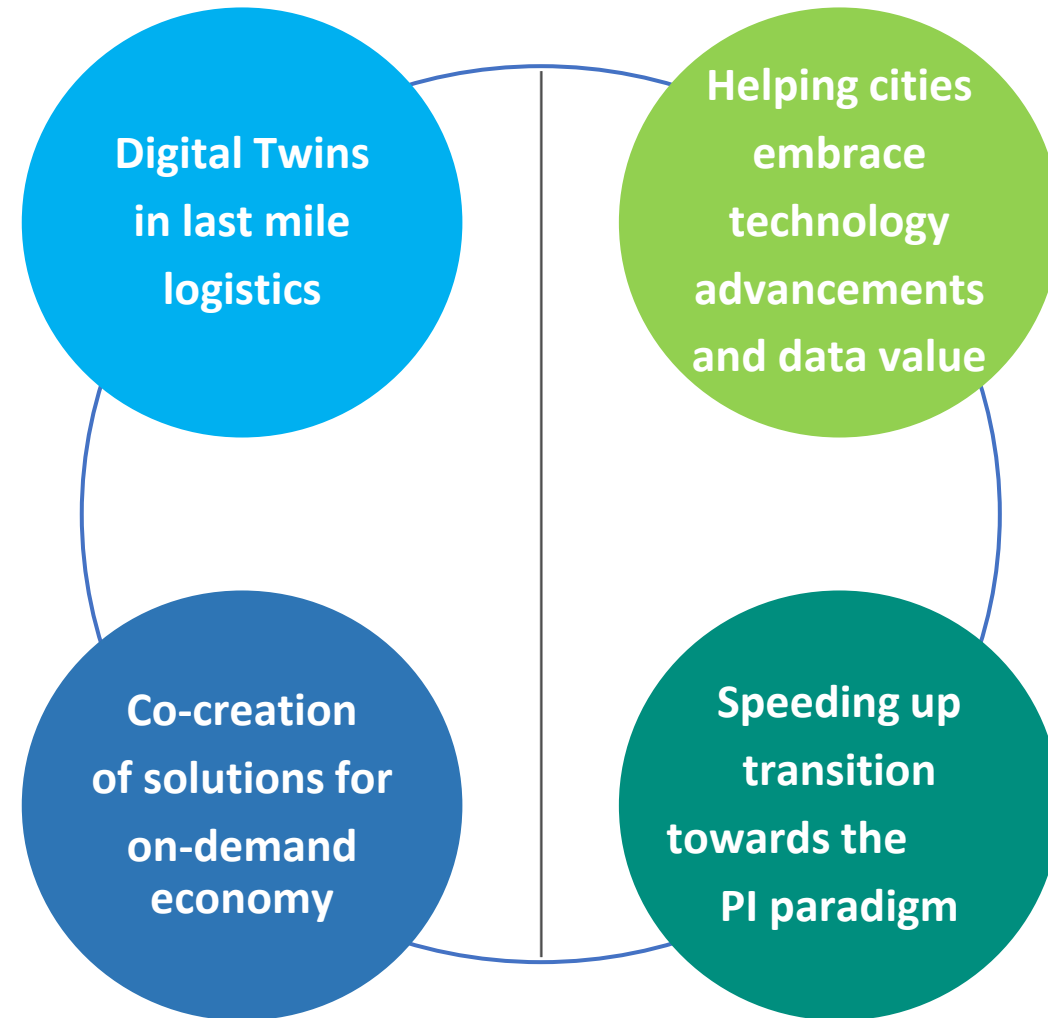 Digital Twins
in last mile
logistics
Helping cities
embrace
technology
advancements
and data value
Co-creation
of solutions for
on-demand
economy
Speeding up
transition
towards the
PI paradigm